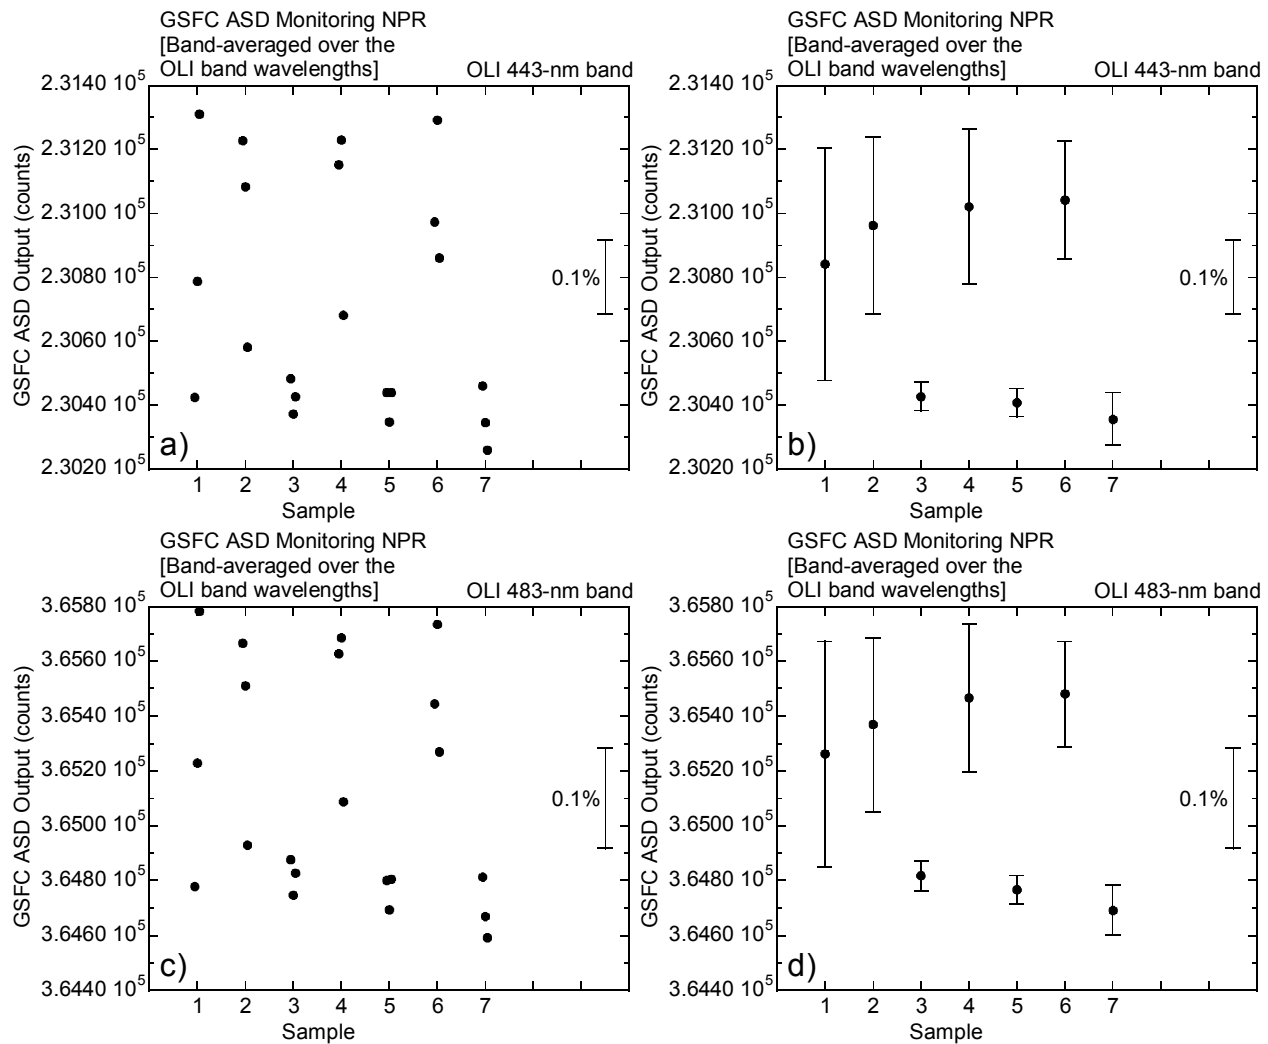 GSFC ASD Monitoring NPR
[Band-averaged over the
OLI band wavelengths]
OLI 443-nm band
GSFC ASD Output (counts)
2.3140 10^5
2.3120 10^5
2.3100 10^5
2.3080 10^5
2.3060 10^5
2.3040 10^5
2.3020 10^5
0.1%
a)
1 2 3 4 5 6 7
Sample
GSFC ASD Monitoring NPR
[Band-averaged over the
OLI band wavelengths]
OLI 443-nm band
GSFC ASD Output (counts)
2.3140 10^5
2.3120 10^5
2.3100 10^5
2.3080 10^5
2.3060 10^5
2.3040 10^5
2.3020 10^5
0.1%
b)
1 2 3 4 5 6 7
Sample
GSFC ASD Monitoring NPR
[Band-averaged over the
OLI band wavelengths]
OLI 483-nm band
GSFC ASD Output (counts)
3.6580 10^5
3.6560 10^5
3.6540 10^5
3.6520 10^5
3.6500 10^5
3.6480 10^5
3.6460 10^5
3.6440 10^5
0.1%
c)
1 2 3 4 5 6 7
Sample
GSFC ASD Monitoring NPR
[Band-averaged over the
OLI band wavelengths]
OLI 483-nm band
GSFC ASD Output (counts)
3.6580 10^5
3.6560 10^5
3.6540 10^5
3.6520 10^5
3.6500 10^5
3.6480 10^5
3.6460 10^5
3.6440 10^5
0.1%
d)
1 2 3 4 5 6 7
Sample